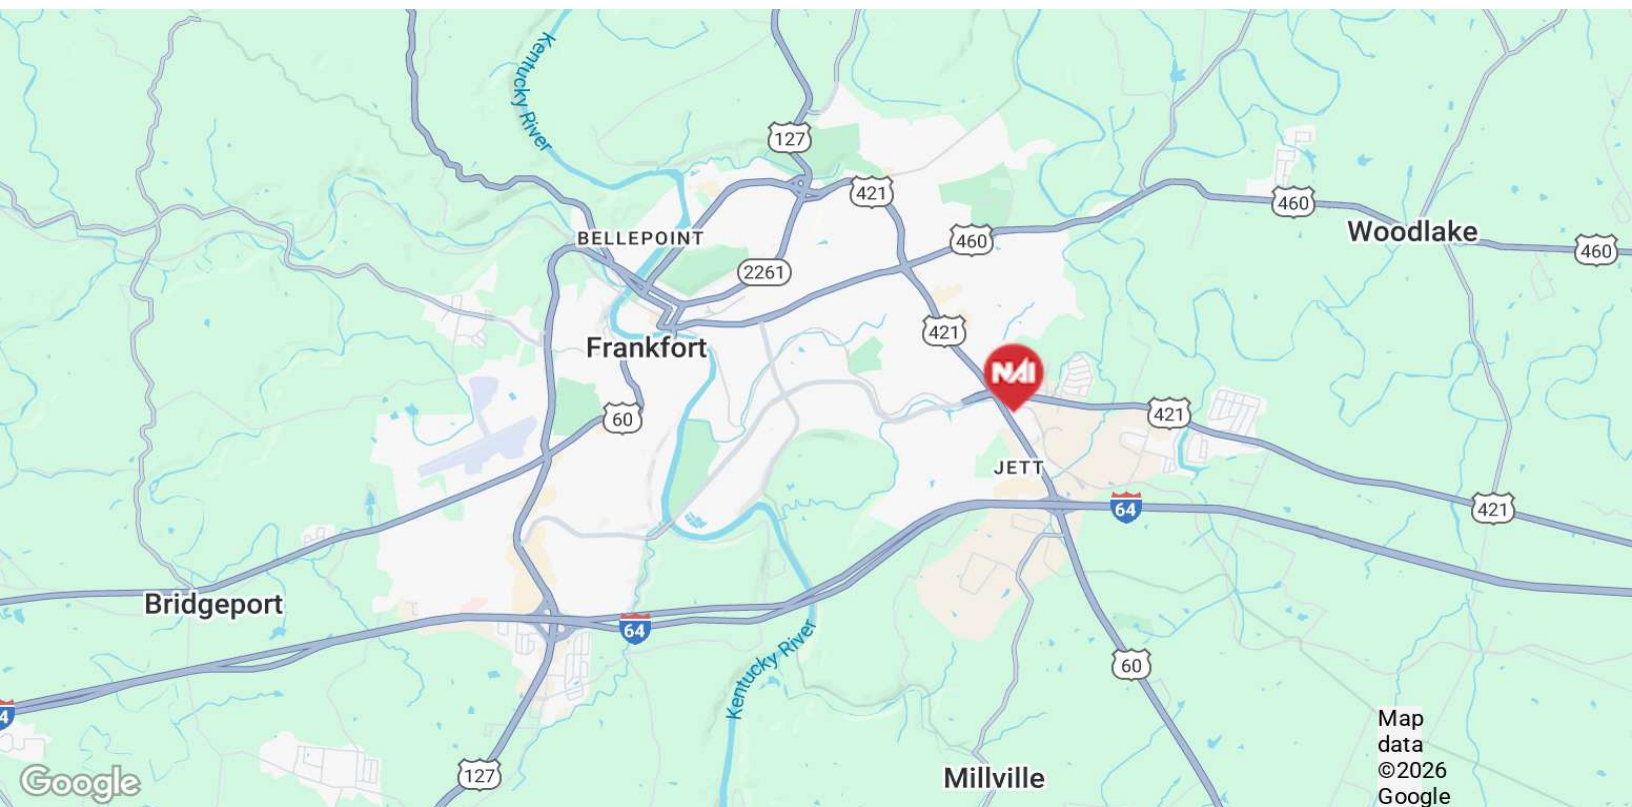 Kentucky River
127
421
460
460
BELLEPOINT
460
Woodlake
460
2261
421
Frankfort
NAI
60
421
JETT
64
421
Bridgeport
64
Kentucky River
60
4
Map
data
©2026
Google
127
Millville
Google